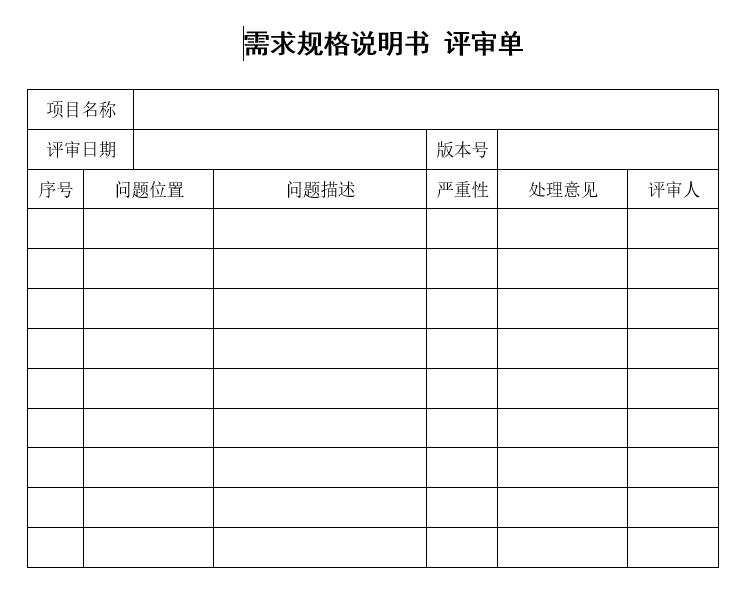 需求规格说明书 评审单
项目名称
评审日期 版本号
序号 问题位置 问题描述 严重性 处理意见 评审人